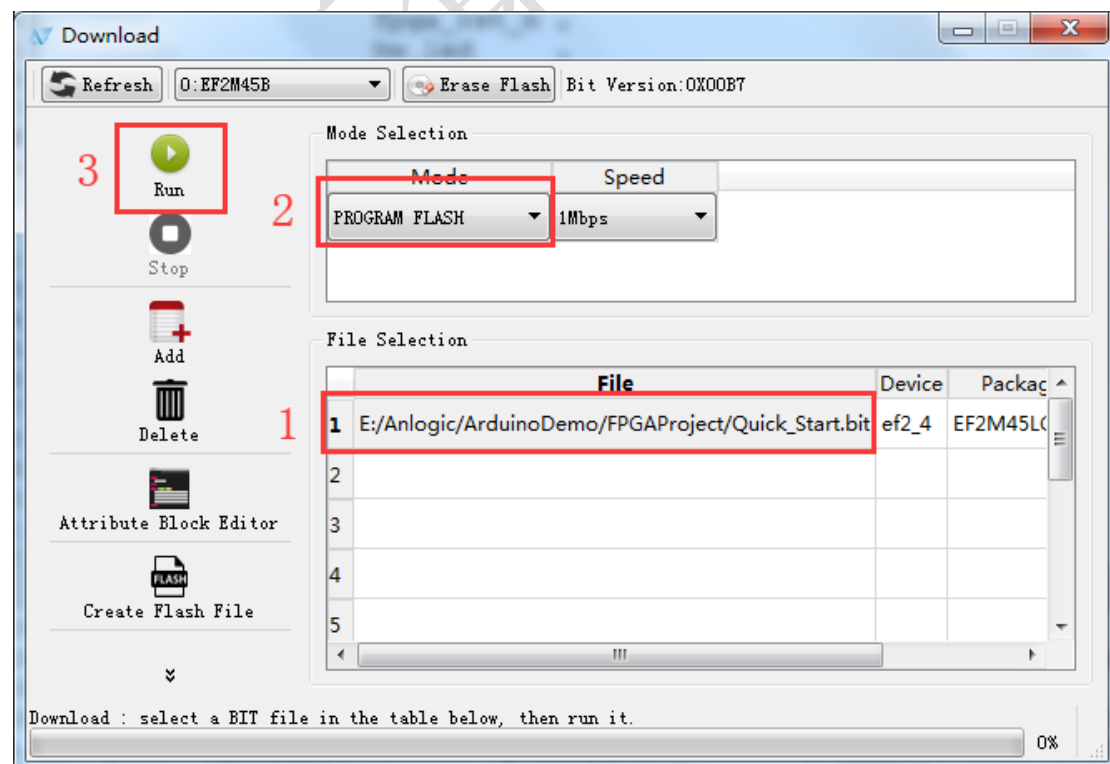 Download
Refresh 0:EF2M45B Erase Flash Bit Version:0X00B7
Mode Selection
3
Run
Mode Speed
2
PROGRAM FLASH 1Mbps
Stop
Add
File Selection
File Device Packag
1
1 E:/Anlogic/ArduinoDemo/FPGAProject/Quick_Start.bit ef2_4 EF2M45L
Delete
2
Attribute Block Editor
3
FLASH
4
Create Flash File
5
Download : select a BIT file in the table below, then run it.
0%